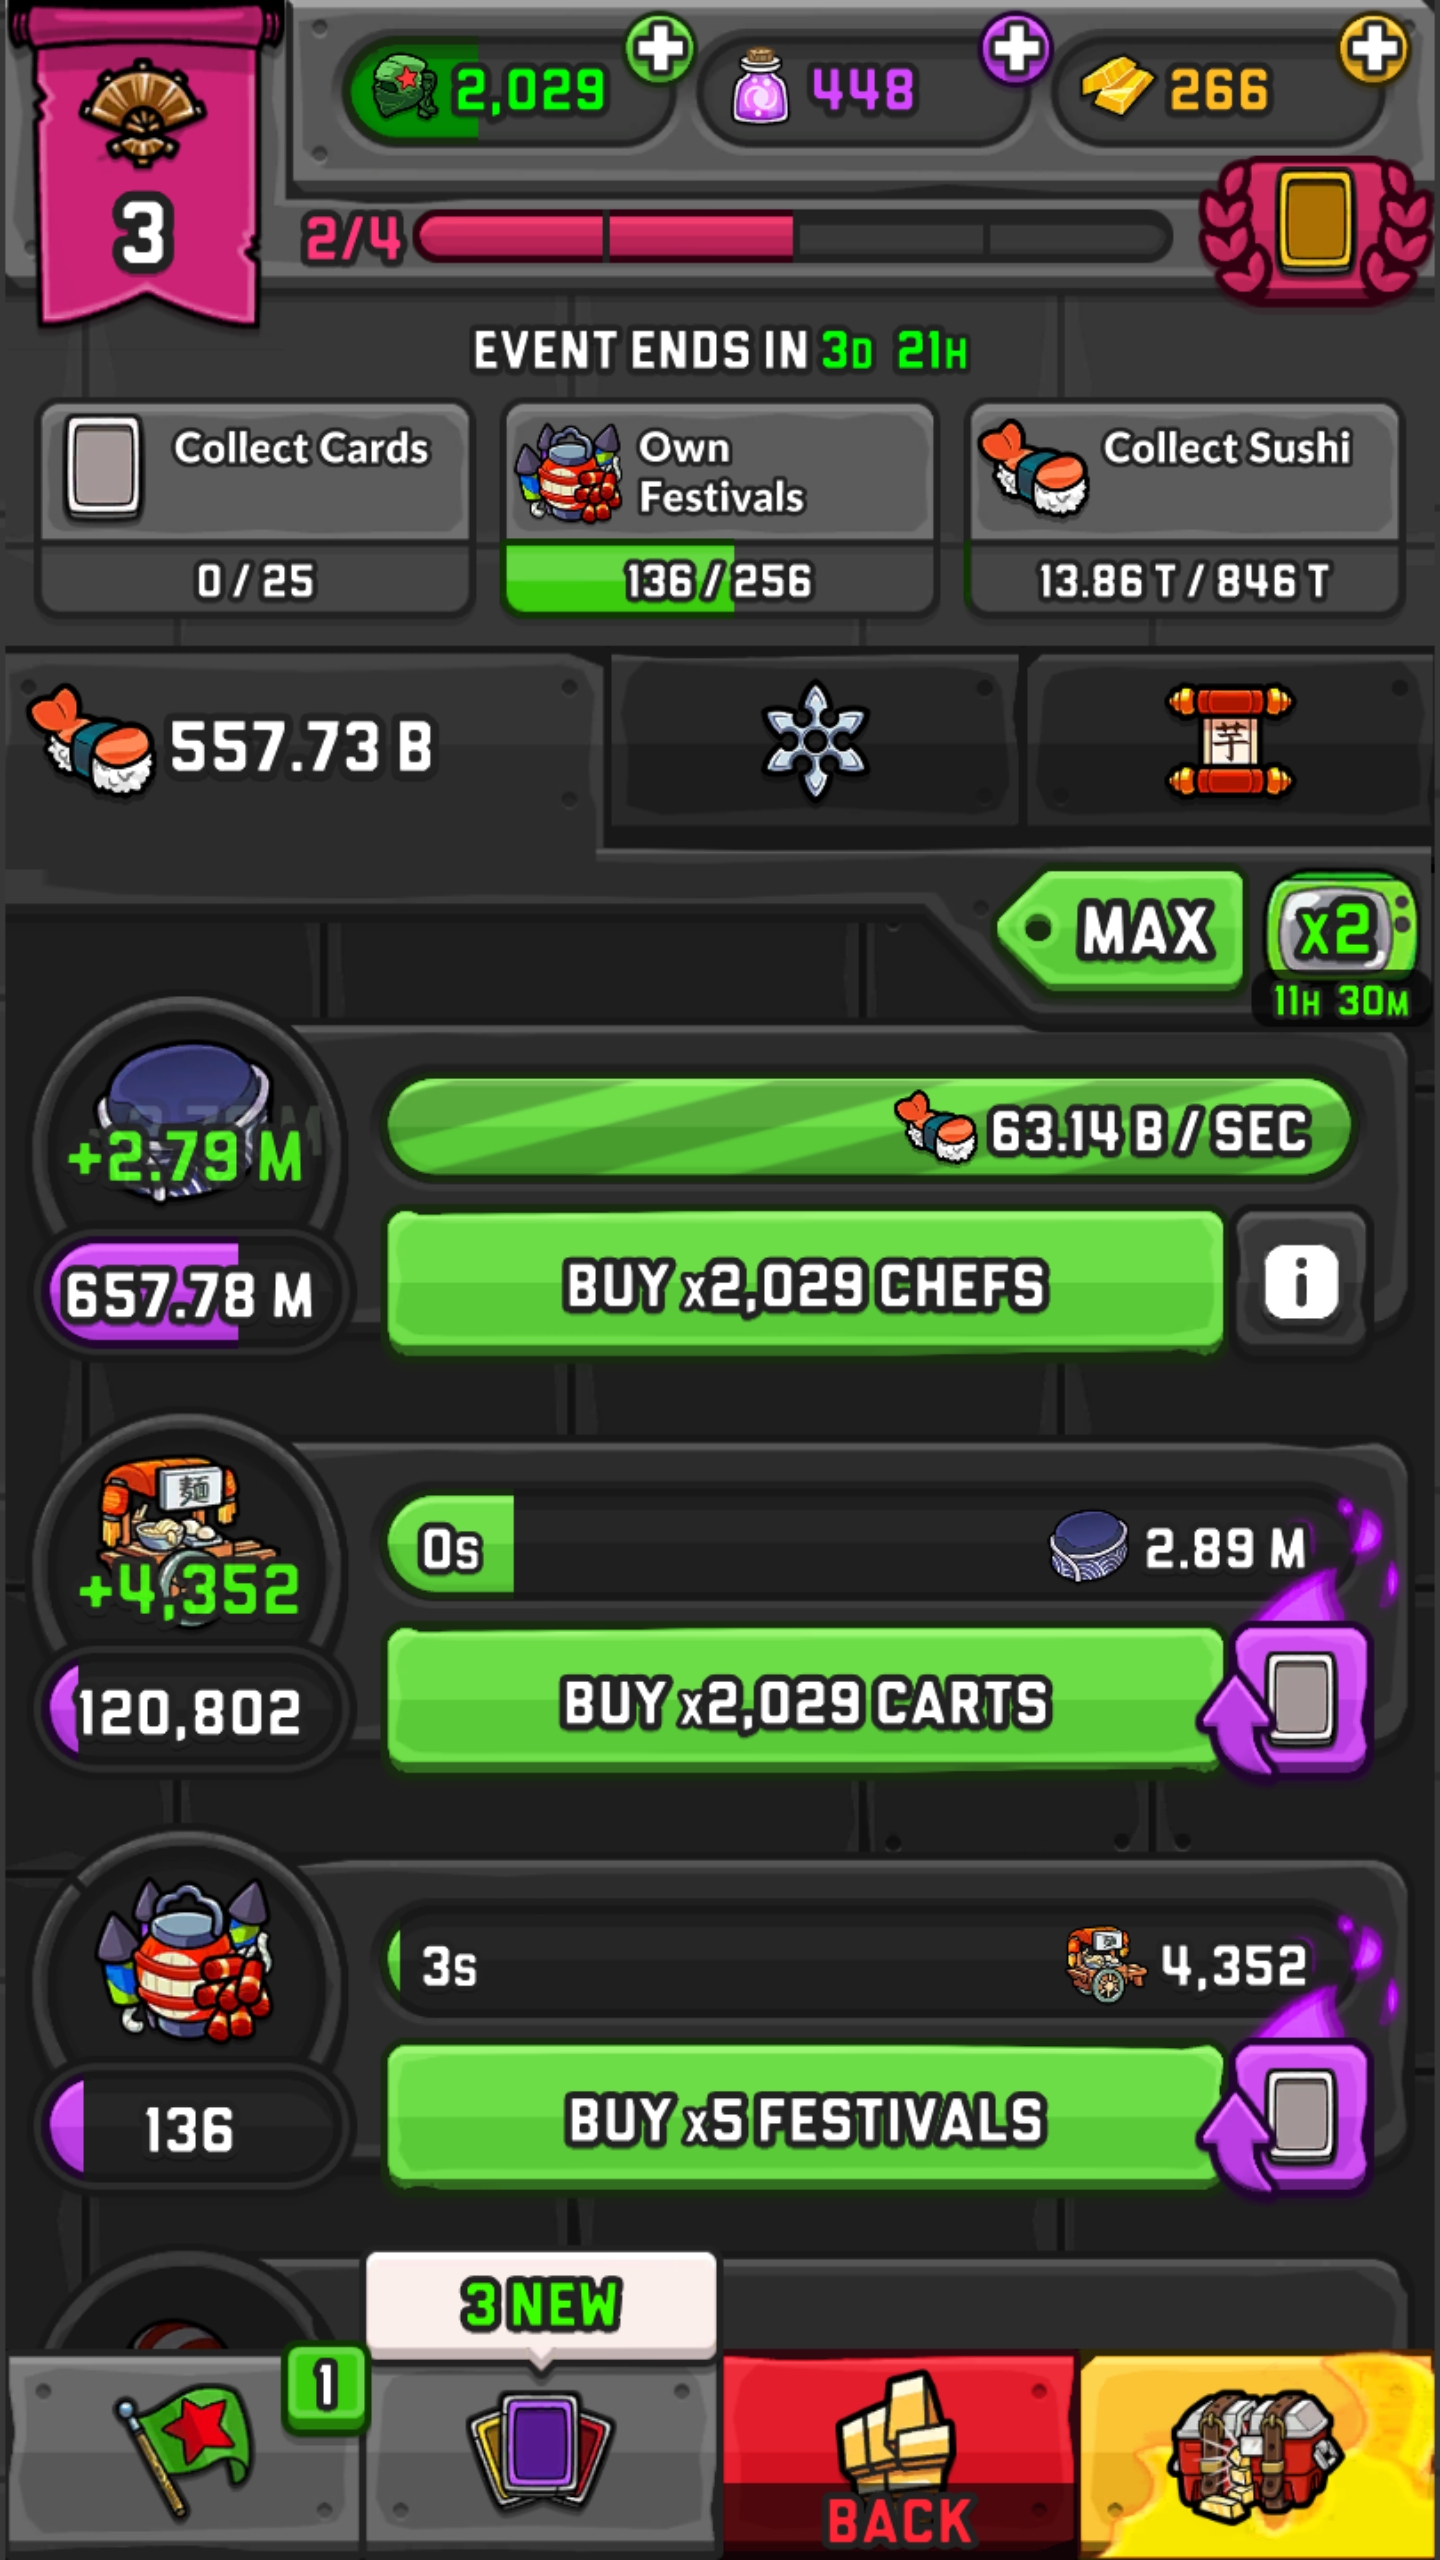 2,029
448
266
3
2/4
EVENT ENDS IN 3D 21H
Collect Cards
0 / 25
Own
Festivals
136 / 256
Collect Sushi
13.86 T / 846 T
557.73 B
芋
MAX
x2
11H 30M
+2.79 M
63.14 B / SEC
657.78 M
BUY x2,029 CHEFS
i
麺
+4,352
0s
2.89 M
120,802
BUY x2,029 CARTS
3s
4,352
136
BUY x5 FESTIVALS
3 NEW
1
BACK